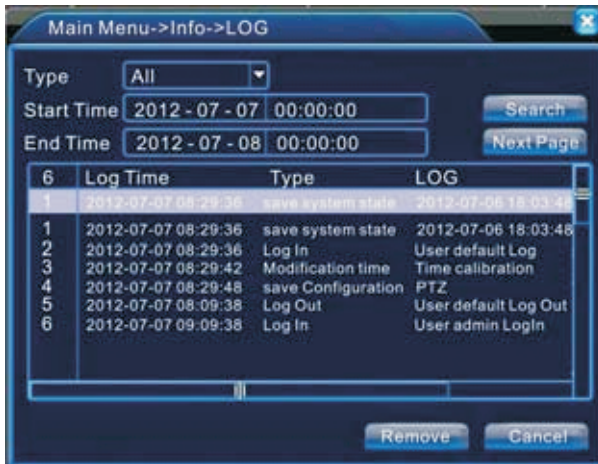 Main Menu->Info->LOG
Type All
Start Time 2012 - 07 - 07 00:00:00 Search
End Time 2012 - 07 - 08 00:00:00 Next Page
6 Log Time Type LOG
1 2012-07-07 08:29:36 save system state 2012-07-06 18:03:48
1 2012-07-07 08:29:36 save system state 2012-07-06 18:03:48
2 2012-07-07 08:29:36 Log In User default Log
3 2012-07-07 08:29:42 Modification time Time calibration
4 2012-07-07 08:29:48 save Configuration PTZ
5 2012-07-07 08:09:38 Log Out User default Log Out
6 2012-07-07 09:09:38 Log In User admin LogIn
Remove Cancel